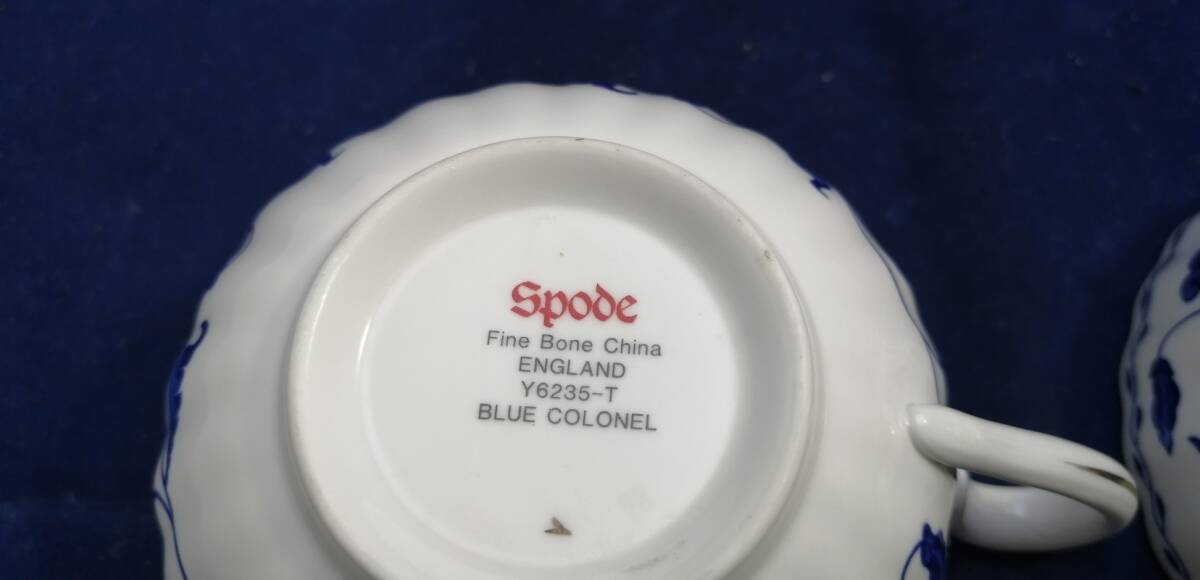 Spode
Fine Bone China
ENGLAND
Y6235-T
BLUE COLONEL